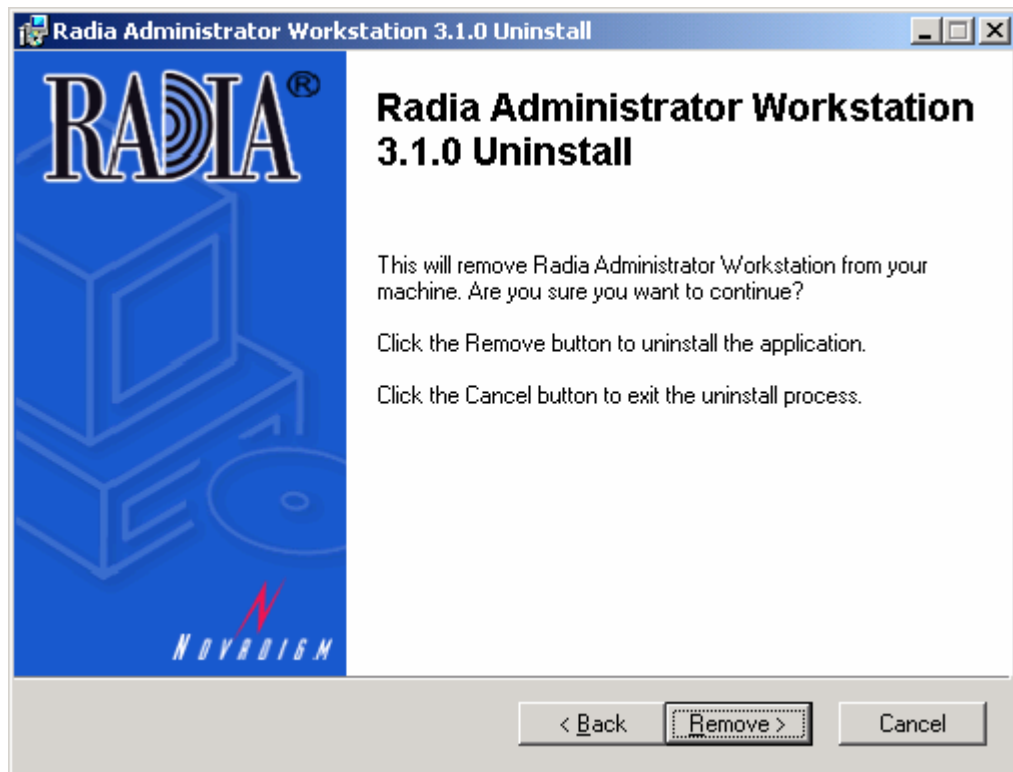 Radia Administrator Workstation 3.1.0 Uninstall
RADIA®
Radia Administrator Workstation
3.1.0 Uninstall
This will remove Radia Administrator Workstation from your
machine. Are you sure you want to continue?
Click the Remove button to uninstall the application.
Click the Cancel button to exit the uninstall process.
NOVADIGM
< Back
Remove >
Cancel